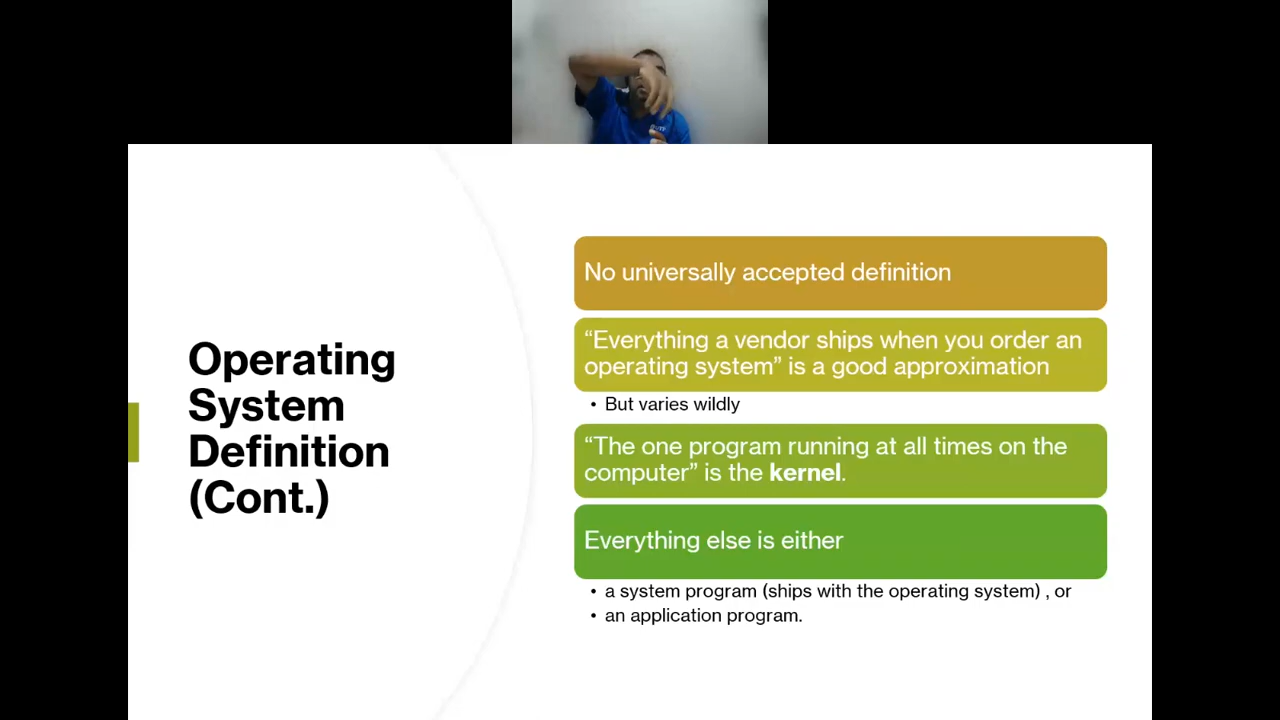 Operating
System
Definition
(Cont.)
No universally accepted definition
“Everything a vendor ships when you order an
operating system” is a good approximation
• But varies wildly
“The one program running at all times on the
computer” is the kernel.
Everything else is either
• a system program (ships with the operating system) , or
• an application program.